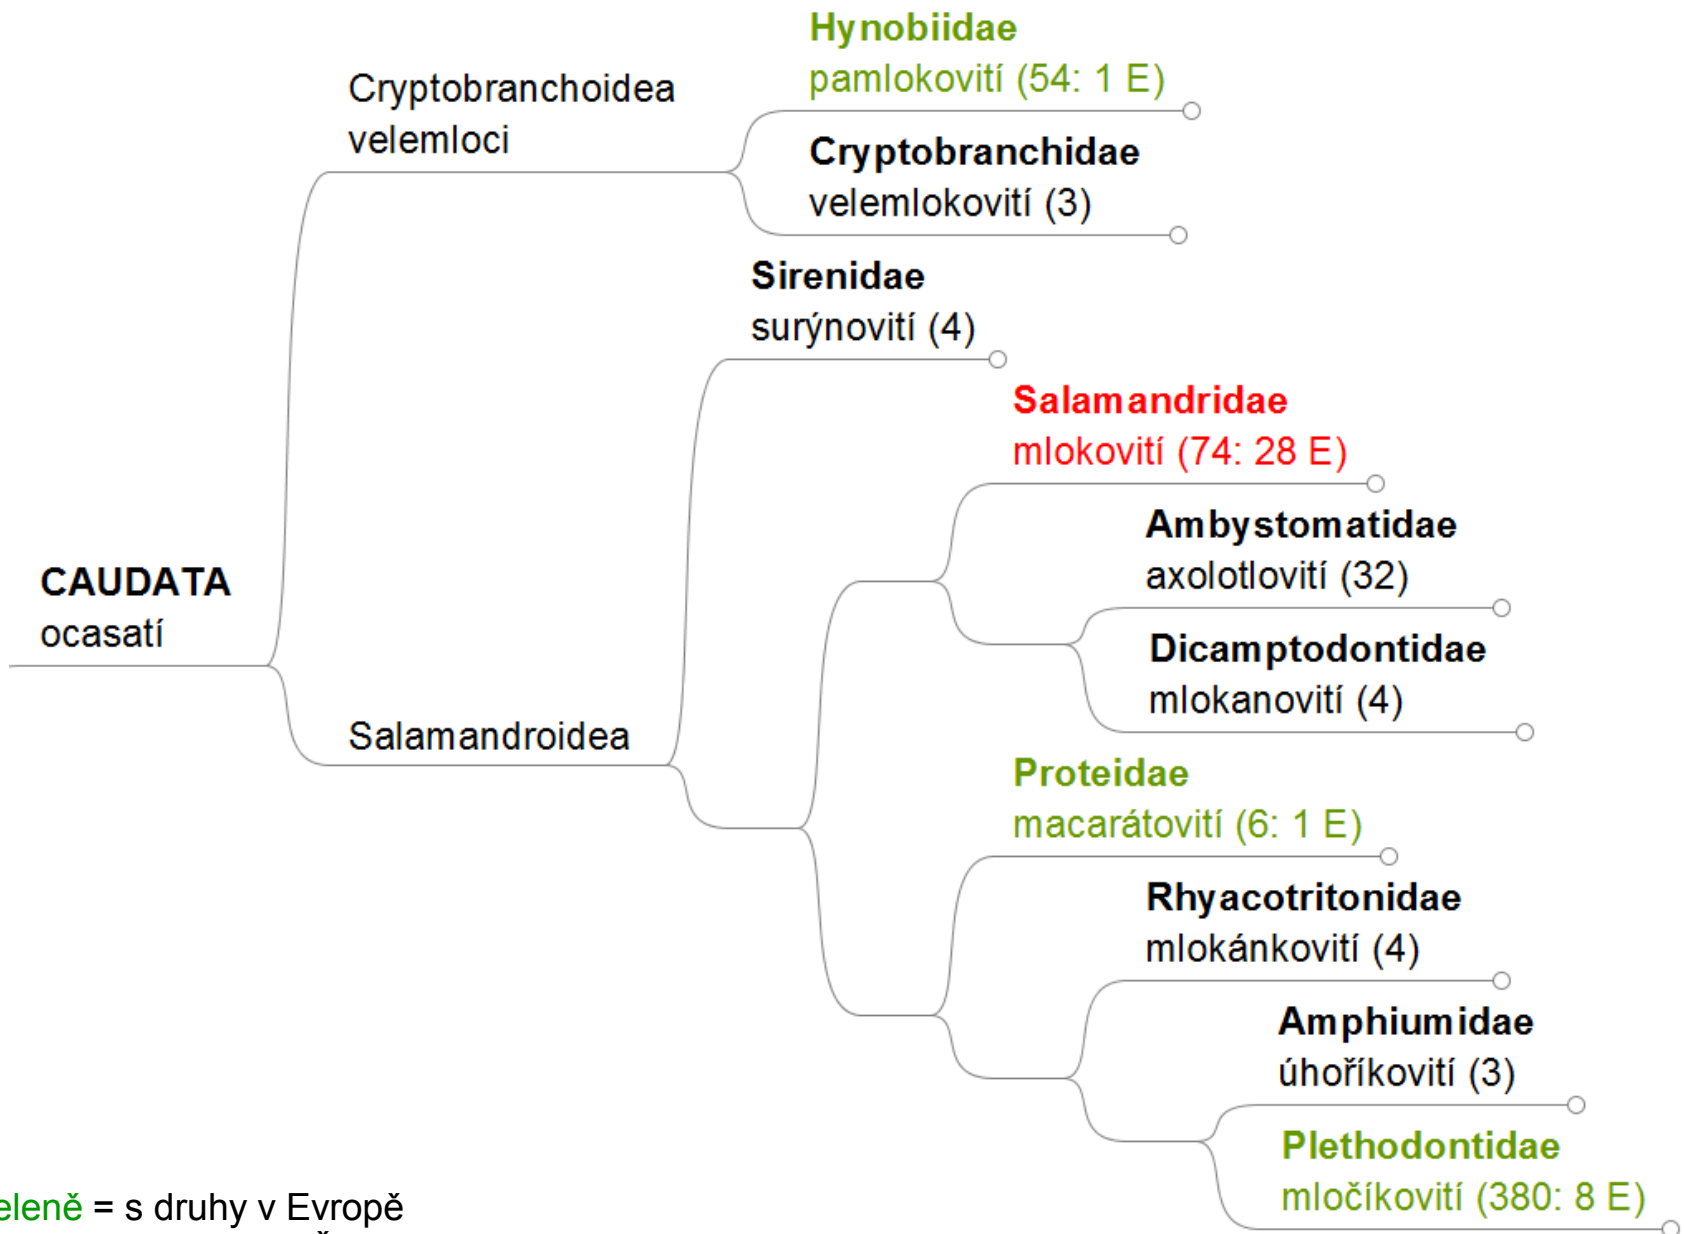 Hynobiidae
pamlokovití (54: 1 E)
Cryptobranchoidea
velemloci
Cryptobranchidae
velemlokovití (3)
Sirenidae
surýnovití (4)
Salamandridae
mlokovití (74: 28 E)
Ambystomatidae
axolotlovití (32)
CAUDATA
ocasatí
Dicamptodontidae
mlokanovití (4)
Salamandroidea
Proteidae
macarátovití (6: 1 E)
Rhyacotritonidae
mlokánkovití (4)
Amphiumidae
úhoříkovití (3)
Plethodontidae
mločíkovití (380: 8 E)
eleně = s druhy v Evropě